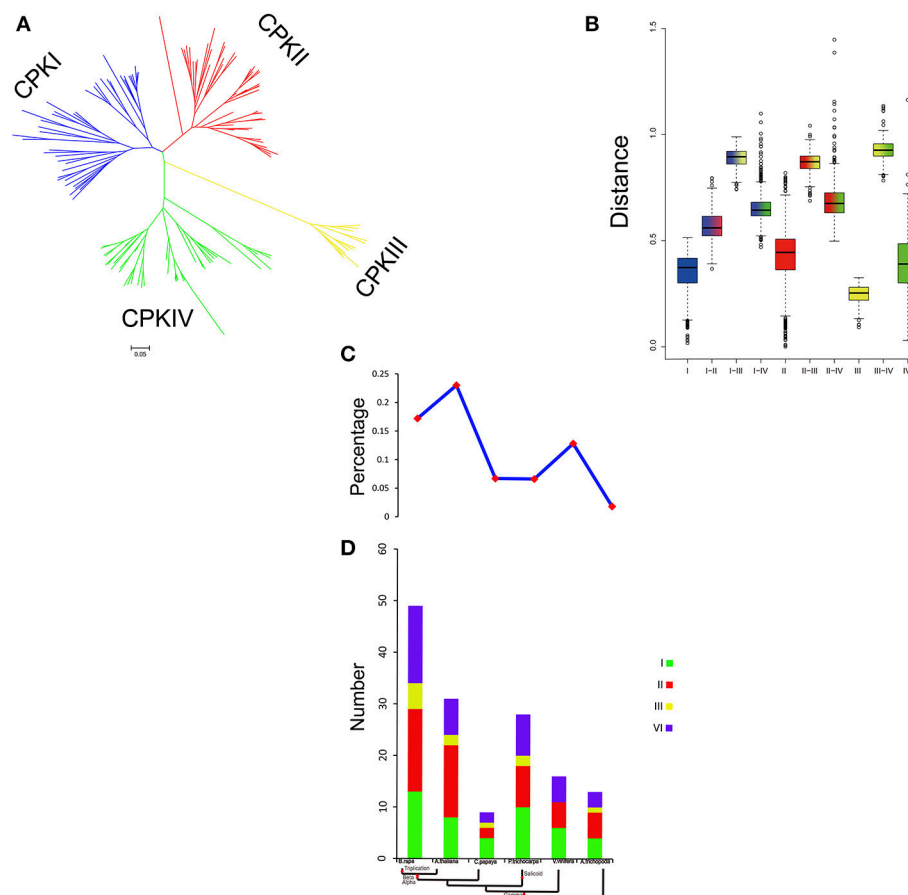 A
CPKI
CPKII
CPKIII
CPKIV
0.05
B
Distance
1.5
1.0
0.5
0.0
I
I-II
I-III
I-IV
II
II-III
II-IV
III
III-IV
IV
C
Percentage
0.25
0.2
0.15
0.1
0.05
0
D
Number
60
50
40
30
20
10
0
I
II
III
VI
B.rapa
A.thaliana
C.papaya
P.trichocarpa
V.vinifera
A.trichopoda
Triplication
Beta
Alpha
Salicoid